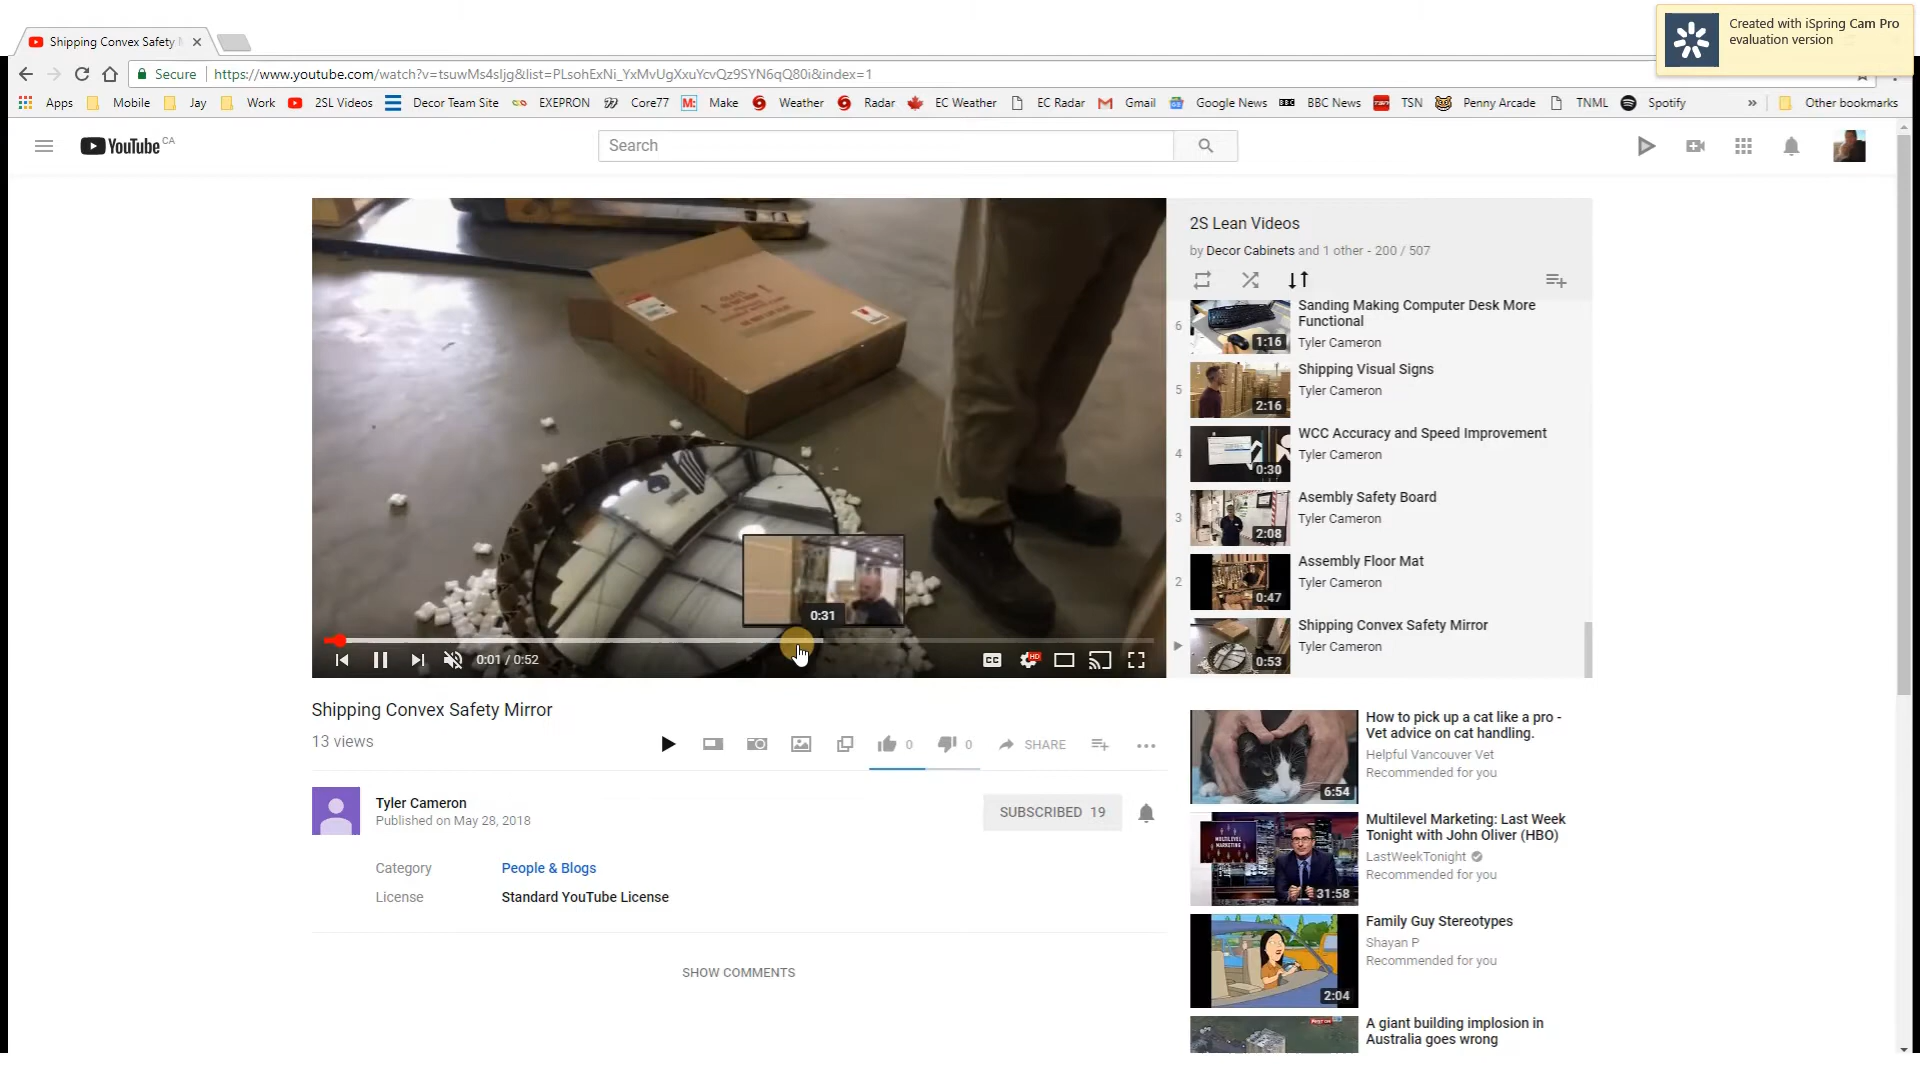 Created with iSpring Cam Pro
evaluation version
Shipping Convex Safety
Secure
https://www.youtube.com/watch?v=tsuwMs4sIjg&list=PLsohExNi_YxMvUgXxuYcvQz9SYN6qQ80i&index=1
Apps Mobile Jay Work 2SL Videos Decor Team Site EXEPRON Core77 Make Weather Radar EC Weather EC Radar Gmail Google News BBC News TSN Penny Arcade TNML Spotify » Other bookmarks
YouTube CA
Search
2S Lean Videos
by Decor Cabinets and 1 other - 200 / 507
6
Sanding Making Computer Desk More
Functional
Tyler Cameron
1:16
5
Shipping Visual Signs
Tyler Cameron
2:16
4
WCC Accuracy and Speed Improvement
Tyler Cameron
0:30
3
Asembly Safety Board
Tyler Cameron
2:08
2
Assembly Floor Mat
Tyler Cameron
0:47
Shipping Convex Safety Mirror
Tyler Cameron
0:53
0:31
0:01 / 0:52
CC
HD
Shipping Convex Safety Mirror
13 views
0
0
SHARE
Tyler Cameron
Published on May 28, 2018
SUBSCRIBED 19
Category People & Blogs
License Standard YouTube License
SHOW COMMENTS
How to pick up a cat like a pro -
Vet advice on cat handling.
Helpful Vancouver Vet
Recommended for you
6:54
Multilevel Marketing: Last Week
Tonight with John Oliver (HBO)
LastWeekTonight
Recommended for you
MULTILEVEL
MARKETING
31:58
Family Guy Stereotypes
Shayan P
Recommended for you
2:04
A giant building implosion in
Australia goes wrong